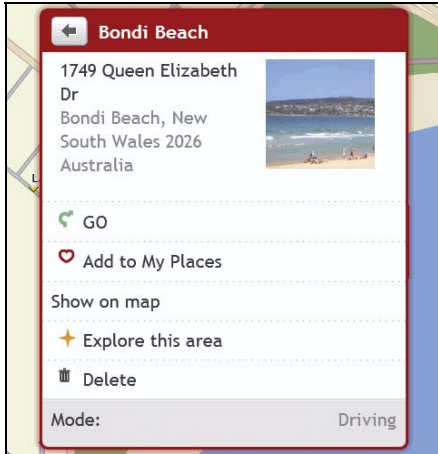 Bondi Beach
1749 Queen Elizabeth
Dr
Bondi Beach, New
South Wales 2026
Australia
GO
Add to My Places
Show on map
Explore this area
Delete
Mode: Driving